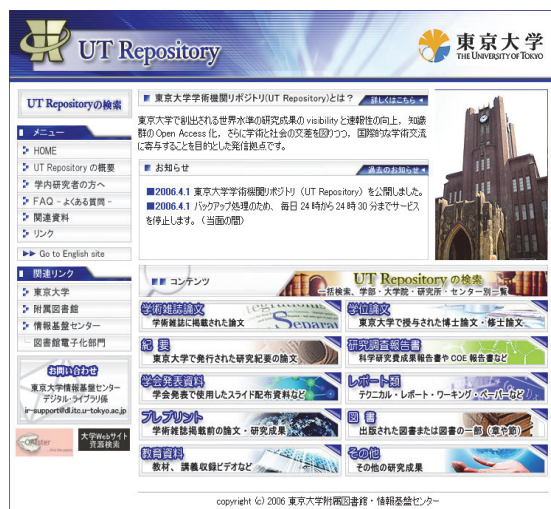 UT Repository
東京大学
THE UNIVERSITY OF TOKYO
UT Repositoryの検索
メニュー
HOME
UT Repository の概要
学内研究者の方へ
FAQ - よくある質問 -
関連資料
リンク
Go to English site
関連リンク
東京大学
附属図書館
情報基盤センター
図書館電子化部門
お問い合わせ
東京大学情報基盤センター
デジタル・ライブラリ係
ir-support@dl.itc.u-tokyo.ac.jp
大学Webサイト
資源検索
東京大学学術機関リポジトリ(UT Repository)とは？
詳しくはこちら
東京大学で創出される世界水準の研究成果の visibility と速報性の向上、知識
群の Open Access 化、さらに学術と社会の交差を図りつつ、国際的な学術交流
に寄与することを目的とした発信拠点です。
お知らせ
過去のお知らせ
■2006.4.1 東京大学学術機関リポジトリ（UT Repository）を公開しました。
■2006.4.1 バックアップ処理のため、毎日 24 時から 24 時 30 分までサービス
を停止します。（当面の間）
コンテンツ
UT Repository の検索
一括検索、学部・大学院・研究所・センター別一覧
学術雑誌論文
学術雑誌に掲載された論文
学位論文
東京大学で授与された博士論文・修士論文
紀 要
東京大学で発行された研究紀要の論文
研究調査報告書
科学研究費成果報告書や COE 報告書など
学会発表資料
学会発表で使用したスライド配布資料など
レポート類
テクニカル・レポート・ワーキング・ペーパーなど
プレプリント
学術雑誌掲載前の論文・研究成果
図 書
出版された図書または図書の一部（章や節）
教育資料
教材、講義収録ビデオなど
その他
その他の研究成果
copyright (c) 2006 東京大学附属図書館・情報基盤センター